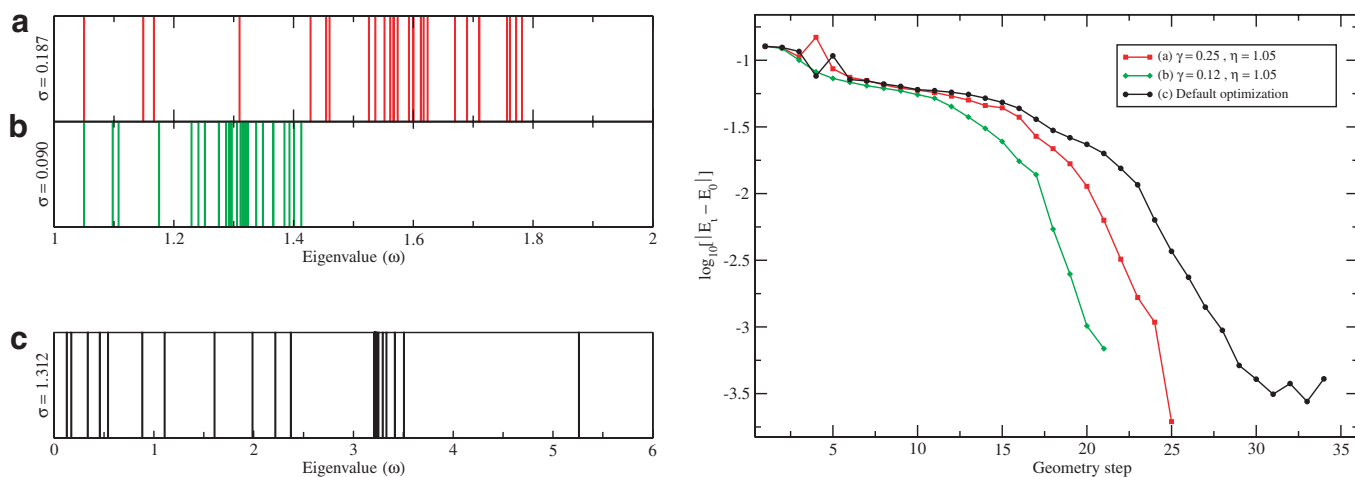 a
σ = 0.187
b
σ = 0.090
1 1.2 1.4 1.6 1.8 2
Eigenvalue (ω)
c
σ = 1.312
0 1 2 3 4 5 6
Eigenvalue (ω)
-1
-1.5
-2
-2.5
-3
-3.5
log10[ |Eι − E0| ]
(a) γ = 0.25 , η = 1.05
(b) γ = 0.12 , η = 1.05
(c) Default optimization
5 10 15 20 25 30 35
Geometry step